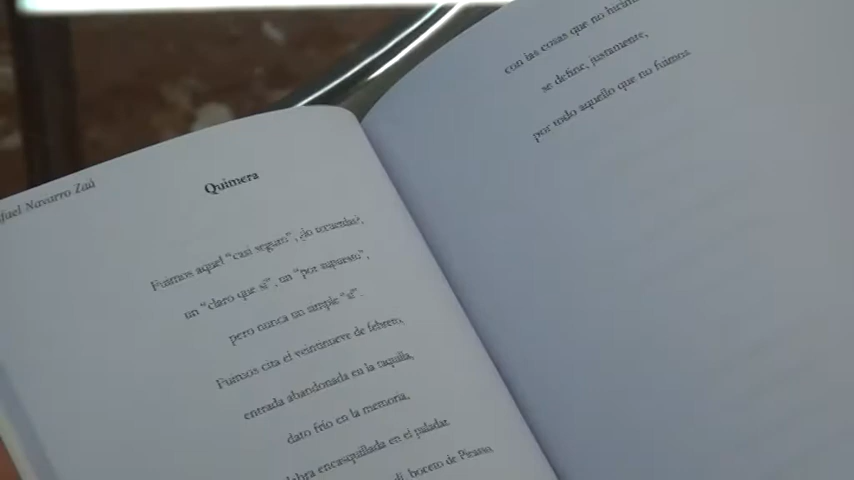 Rafael Navarro Zaú
Quimera
Fuimos aquel “casi seguro”, ¿lo recuerdas?,
un “claro que sí”, un “por supuesto”,
pero nunca un simple “sí”.
Fuimos cita el veintinueve de febrero,
entrada abandonada en la taquilla,
dato frío en la memoria,
encasquillada en el paladar
boceto de Picasso,
con las cosas que no hicimos
se define, justamente,
por todo aquello que no fuimos.